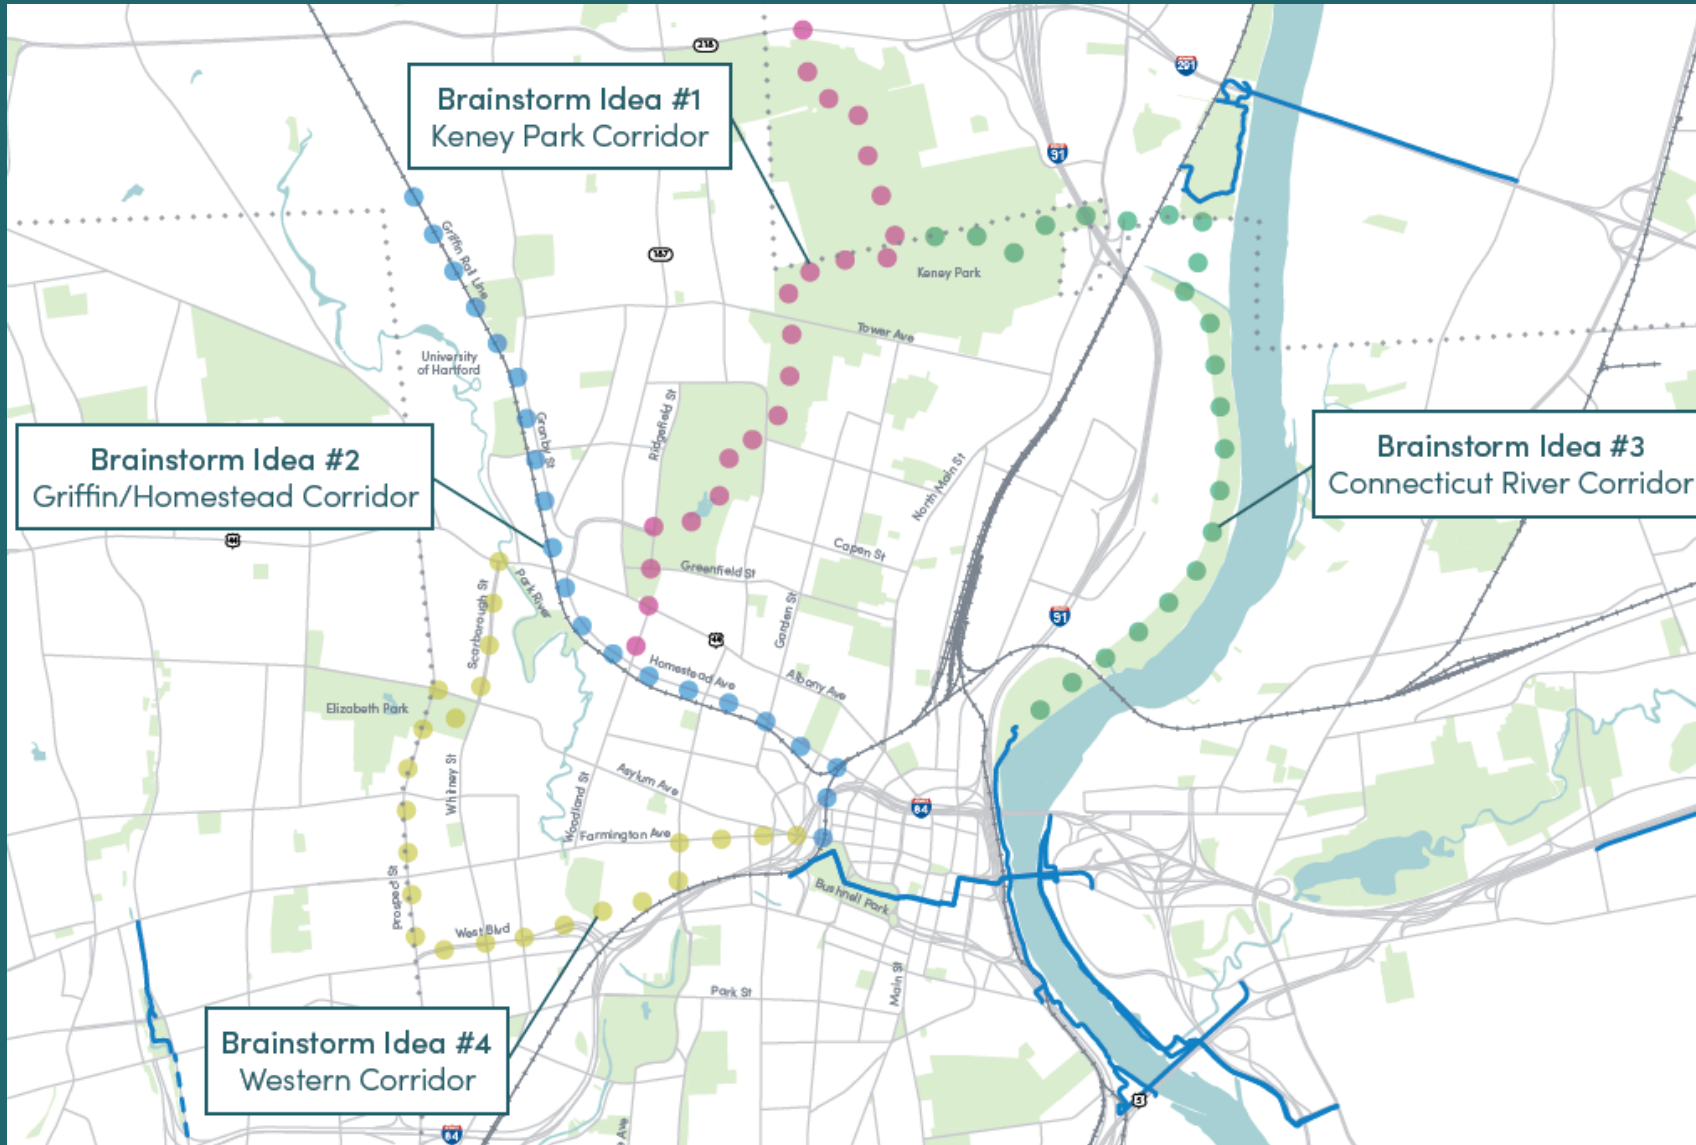 218
291
Brainstorm Idea #1
Keney Park Corridor
91
Griffin Rail Line
187
Keney Park
Tower Ave
University
of Hartford
Ridgefield St
Granby St
Brainstorm Idea #2
Griffin/Homestead Corridor
Brainstorm Idea #3
Connecticut River Corridor
North Main St
44
Capen St
Greenfield St
Park River
Scarborough St
Garden St
91
44
Homestead Ave
Albany Ave
Elizabeth Park
Whitney St
Asylum Ave
Woodland St
84
Farmington Ave
Prospect St
Bushnell Park
West Blvd
Park St
Main St
Brainstorm Idea #4
Western Corridor
5
84
Ave